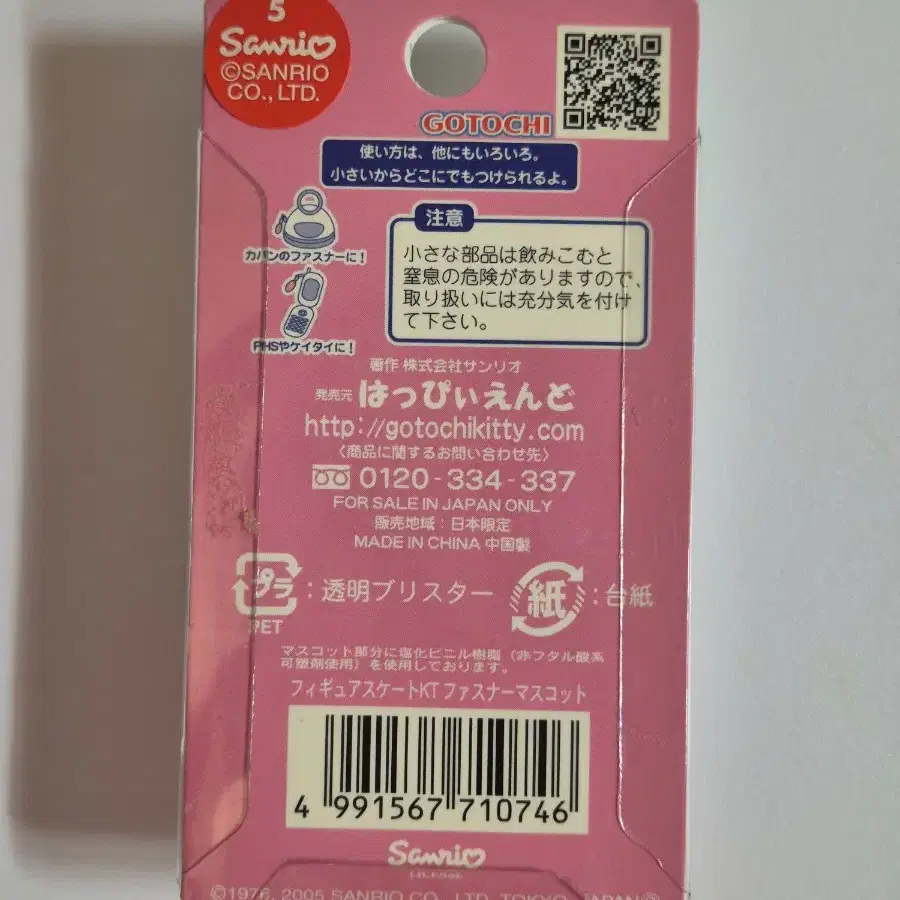 5
Sanrio
©SANRIO
CO., LTD.
GOTOCHI
使い方は、他にもいろいろ。
小さいからどこにでもつけられるよ。
カバンのファスナーに!
PHSやケイタイに!
注意
小さな部品は飲みこむと
窒息の危険がありますので、
取り扱いには充分気を付け
て下さい。
著作 株式会社サンリオ
発売元 はっぴぃえんど
http://gotochikitty.com
〈商品に関するお問い合わせ先〉
0120-334-337
FOR SALE IN JAPAN ONLY
販売地域:日本限定
MADE IN CHINA 中国製
プラ:透明ブリスター
PET
紙:台紙
マスコット部分に塩化ビニル樹脂(非フタル酸系
可塑剤使用)を使用しております。
フィギュアスケートKT ファスナーマスコット
4 991567 710746
Sanrio
©1976, 2005 SANRIO CO., LTD. TOKYO, JAPAN